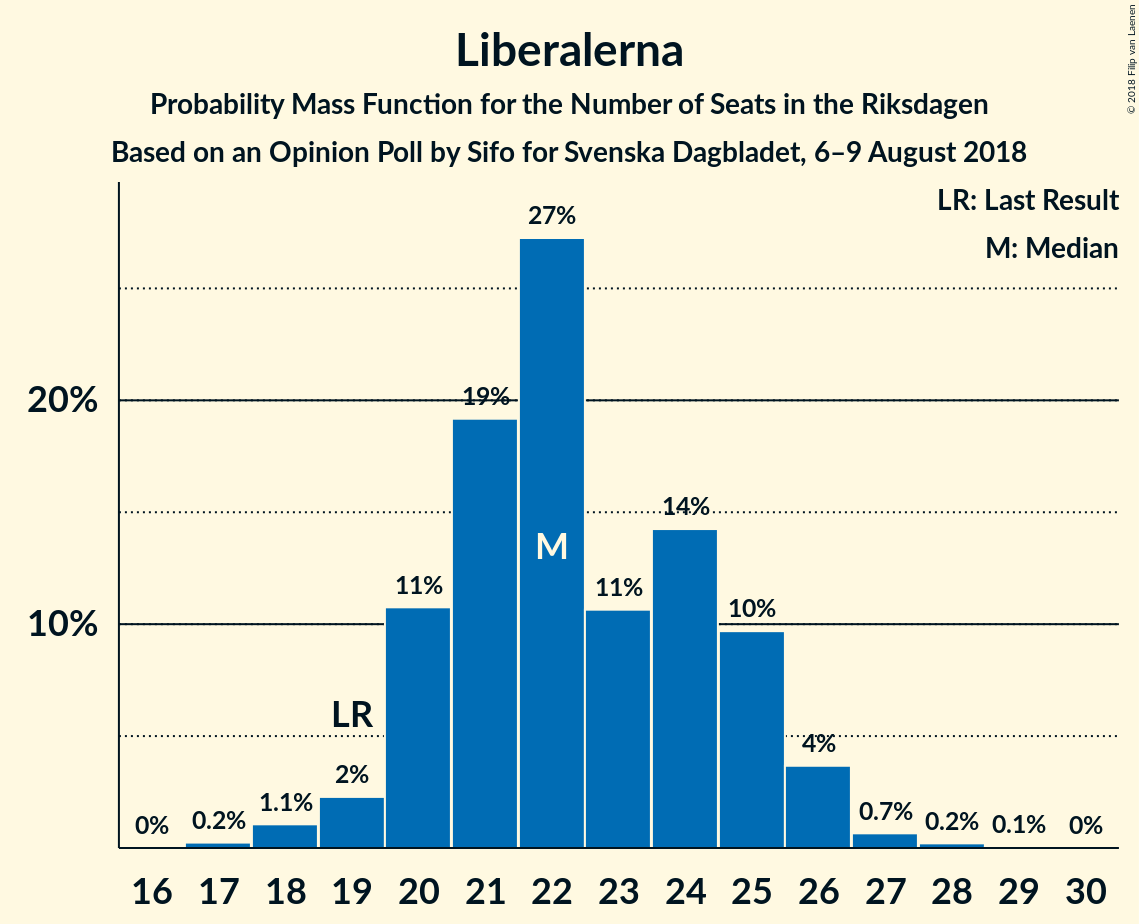 Liberalerna
Probability Mass Function for the Number of Seats in the Riksdagen
Based on an Opinion Poll by Sifo for Svenska Dagbladet, 6–9 August 2018
© 2018 Filip van Laenen
LR: Last Result
M: Median
20%
10%
0%
0.2%
1.1%
2%
LR
11%
19%
27%
M
11%
14%
10%
4%
0.7%
0.2%
0.1%
0%
16 17 18 19 20 21 22 23 24 25 26 27 28 29 30